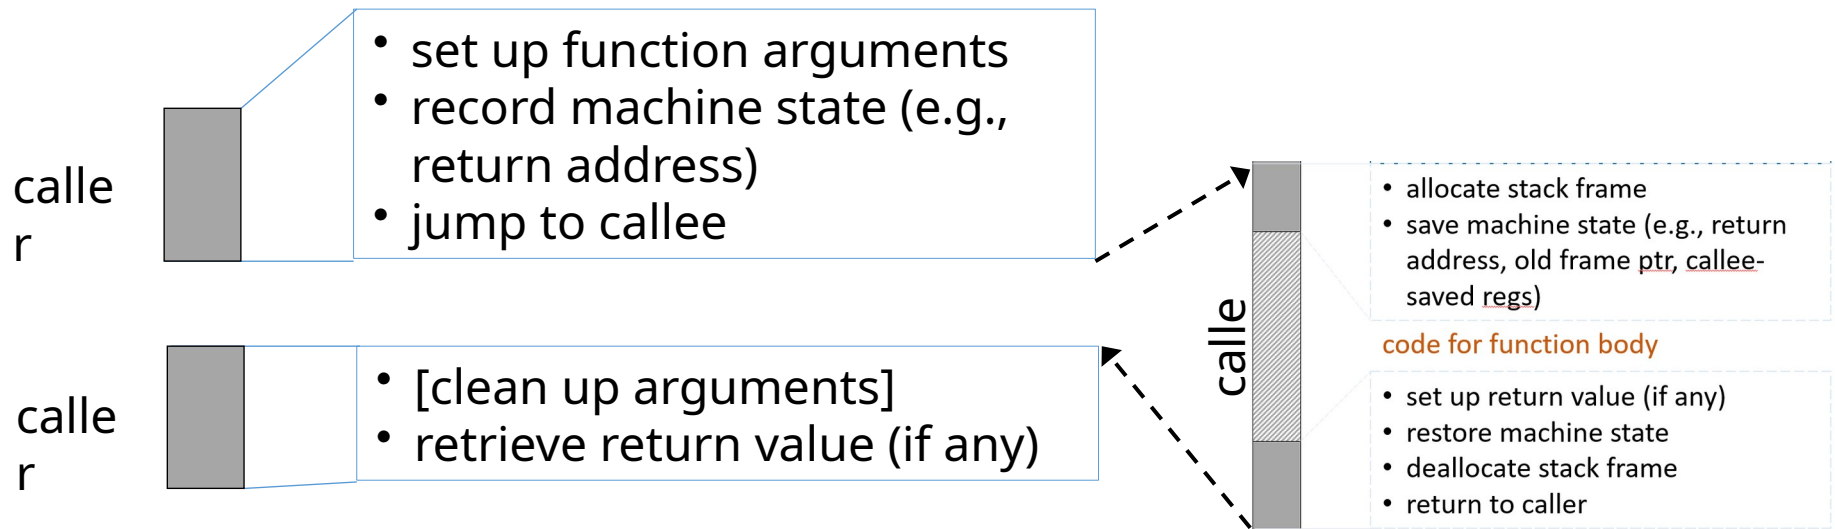 • set up function arguments
• record machine state (e.g.,
return address)
• jump to callee
calle
r
• [clean up arguments]
• retrieve return value (if any)
calle
r
calle
• allocate stack frame
• save machine state (e.g., return
address, old frame ptr, callee-
saved regs)
code for function body
• set up return value (if any)
• restore machine state
• deallocate stack frame
• return to caller